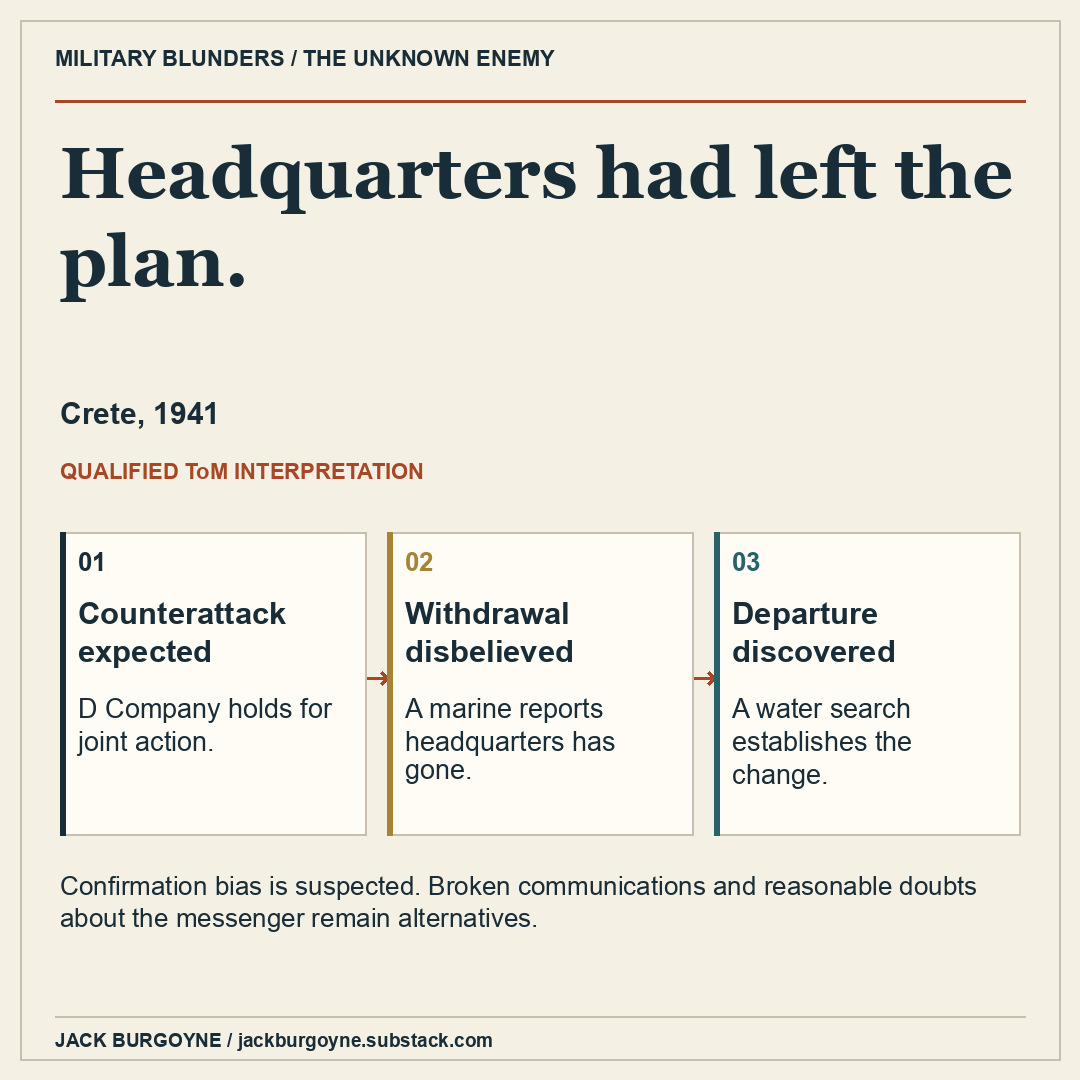 MILITARY BLUNDERS / THE UNKNOWN ENEMY
Headquarters had left the
plan.
Crete, 1941
QUALIFIED ToM INTERPRETATION
01
Counterattack
expected
D Company holds for
joint action.
02
Withdrawal
disbelieved
A marine reports
headquarters has
gone.
03
Departure
discovered
A water search
establishes the
change.
Confirmation bias is suspected. Broken communications and reasonable doubts
about the messenger remain alternatives.
JACK BURGOYNE / jackburgoyne.substack.com